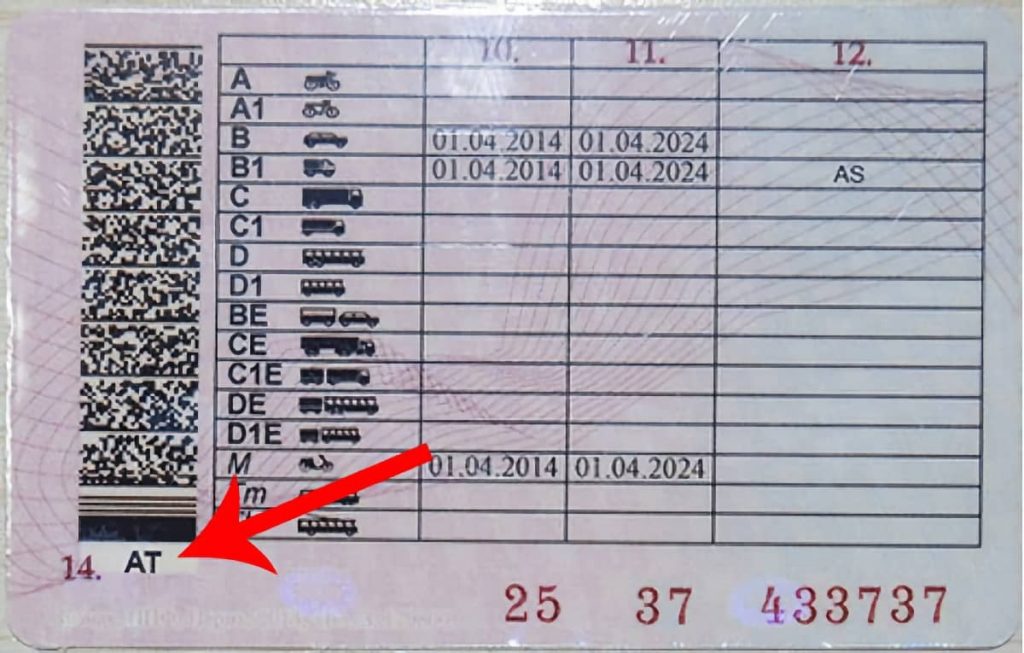 10. 11. 12.
A
A1
B 01.04.2014 01.04.2024
B1 01.04.2014 01.04.2024 AS
C
C1
D
D1
BE
CE
C1E
DE
D1E
M 01.04.2014 01.04.2024
m
14. AT
25 37 433737